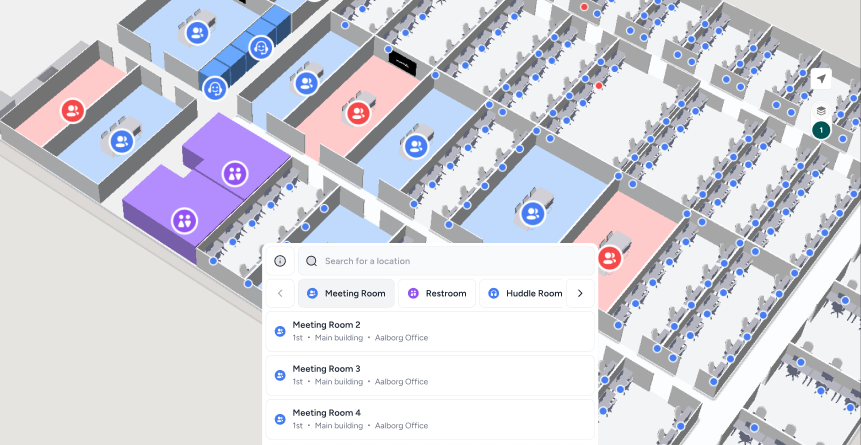 1
Search for a location
Meeting Room
Restroom
Huddle Room
Meeting Room 2
1st • Main building • Aalborg Office
Meeting Room 3
1st • Main building • Aalborg Office
Meeting Room 4
1st • Main building • Aalborg Office